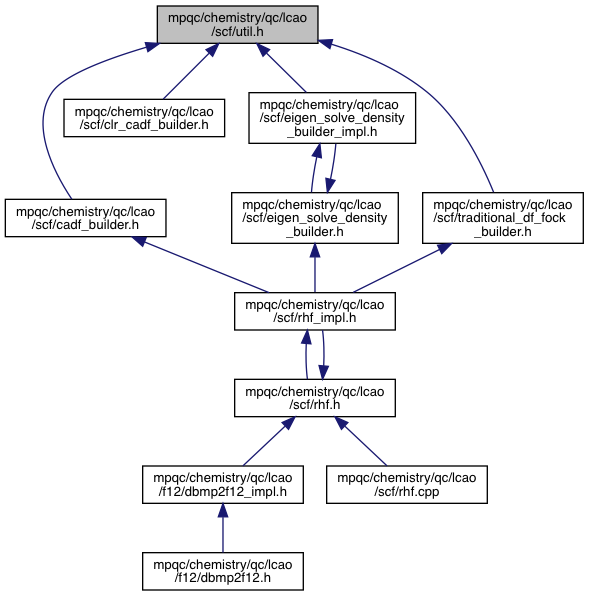 mpqc/chemistry/qc/lcao
/scf/util.h
mpqc/chemistry/qc/lcao
/scf/clr_cadf_builder.h
mpqc/chemistry/qc/lcao
/scf/eigen_solve_density
_builder_impl.h
mpqc/chemistry/qc/lcao
/scf/cadf_builder.h
mpqc/chemistry/qc/lcao
/scf/eigen_solve_density
_builder.h
mpqc/chemistry/qc/lcao
/scf/traditional_df_fock
_builder.h
mpqc/chemistry/qc/lcao
/scf/rhf_impl.h
mpqc/chemistry/qc/lcao
/scf/rhf.h
mpqc/chemistry/qc/lcao
/f12/dbmp2f12_impl.h
mpqc/chemistry/qc/lcao
/scf/rhf.cpp
mpqc/chemistry/qc/lcao
/f12/dbmp2f12.h